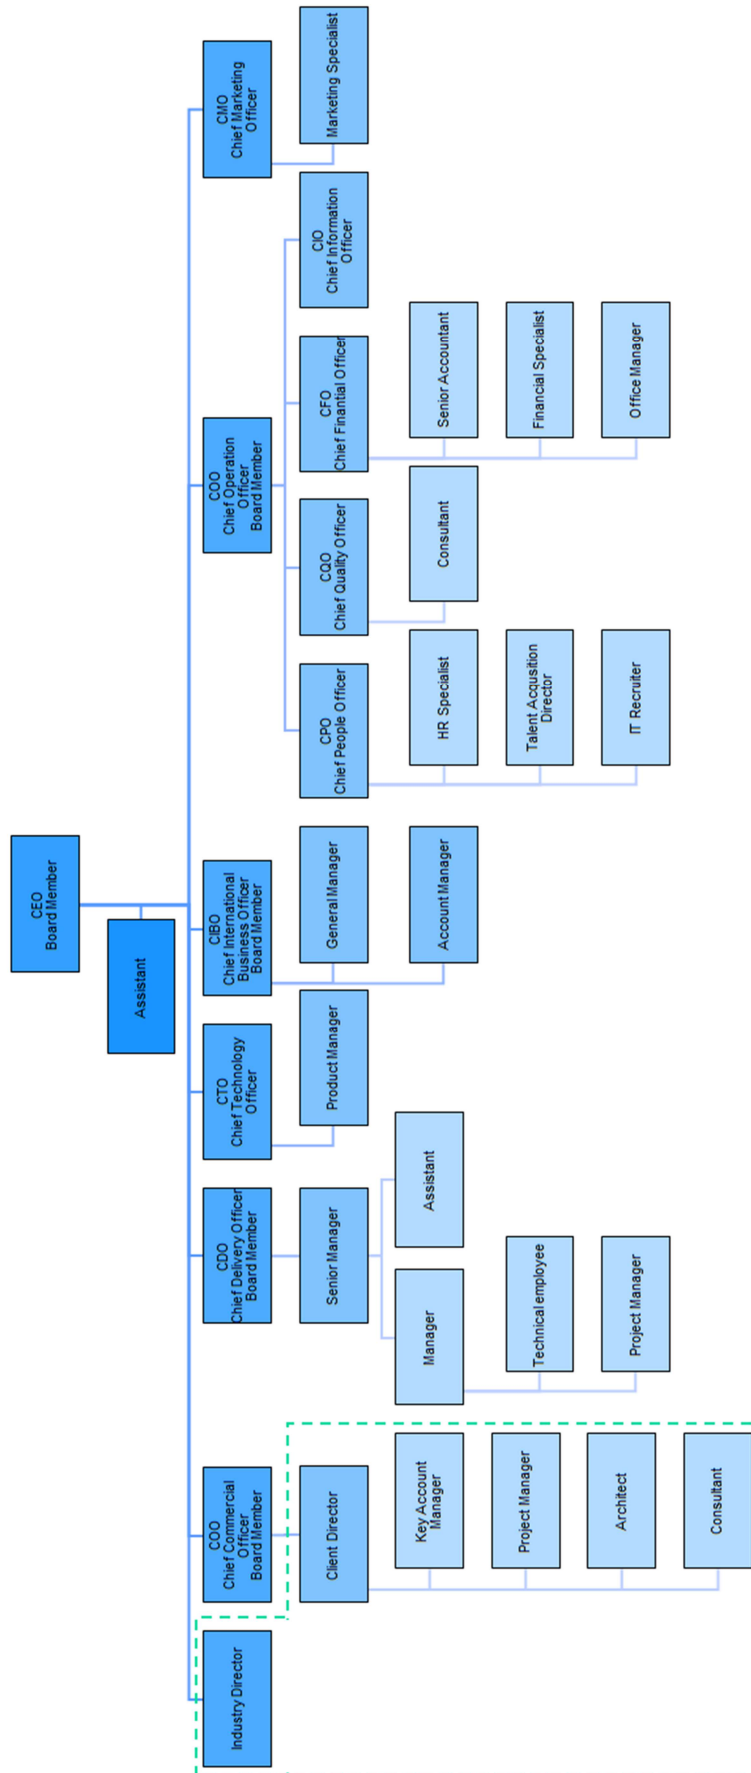 CEO
Board Member
Assistant
Industry Director
COO
Chief Commercial
Officer
Board Member
CDO
Chief Delivery Officer
Board Member
CTO
Chief Technology
Officer
CIBO
Chief International
Business Officer
Board Member
COO
Chief Operation
Officer
Board Member
CMO
Chief Marketing
Officer
Client Director
Key Account
Manager
Project Manager
Architect
Consultant
Senior Manager
Manager
Assistant
Technical employee
Project Manager
Product Manager
General Manager
Account Manager
CPO
Chief People Officer
HR Specialist
Talent Acqusition
Director
IT Recruiter
CQO
Chief Quality Officer
Consultant
CFO
Chief Finantial Officer
Senior Accountant
Financial Specialist
Office Manager
CIO
Chief Information
Officer
Marketing Specialist